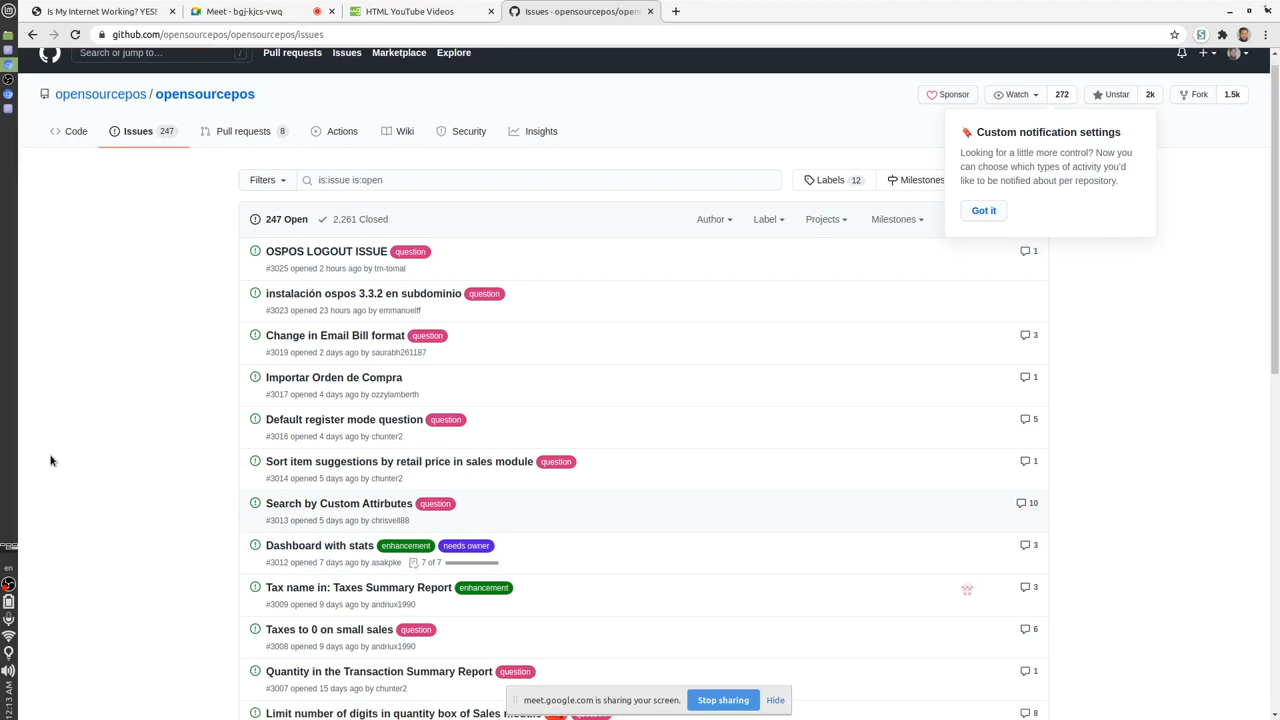 Is My Internet Working? YES!
Meet - bgj-kjcs-vwq
HTML YouTube Videos
Issues · opensourcepos/opens
github.com/opensourcepos/opensourcepos/issues
Search or jump to…
/
Pull requests
Issues
Marketplace
Explore
opensourcepos / opensourcepos
Sponsor
Watch
272
Unstar
2k
Fork
1.5k
Code
Issues 247
Pull requests 8
Actions
Wiki
Security
Insights
Custom notification settings
Looking for a little more control? Now you
can choose which types of activity you'd
like to be notified about per repository.
Got it
Filters
is:issue is:open
Labels 12
Milestones
247 Open
2,261 Closed
Author
Label
Projects
Milestones
OSPOS LOGOUT ISSUE question
1
#3025 opened 2 hours ago by tm-tomal
instalación ospos 3.3.2 en subdominio question
#3023 opened 23 hours ago by emmanuelff
Change in Email Bill format question
3
#3019 opened 2 days ago by saurabh261187
Importar Orden de Compra
1
#3017 opened 4 days ago by ozzylamberth
Default register mode question question
5
#3016 opened 4 days ago by chunter2
Sort item suggestions by retail price in sales module question
1
#3014 opened 5 days ago by chunter2
Search by Custom Attirbutes question
10
#3013 opened 5 days ago by chrisvell88
Dashboard with stats enhancement needs owner
3
#3012 opened 7 days ago by asakpke 7 of 7
Tax name in: Taxes Summary Report enhancement
3
#3009 opened 9 days ago by andriux1990
Taxes to 0 on small sales question
6
#3008 opened 9 days ago by andriux1990
Quantity in the Transaction Summary Report question
1
#3007 opened 15 days ago by chunter2
Limit number of digits in quantity box of Sales
8
meet.google.com is sharing your screen.
Stop sharing
Hide
en
12:13 AM